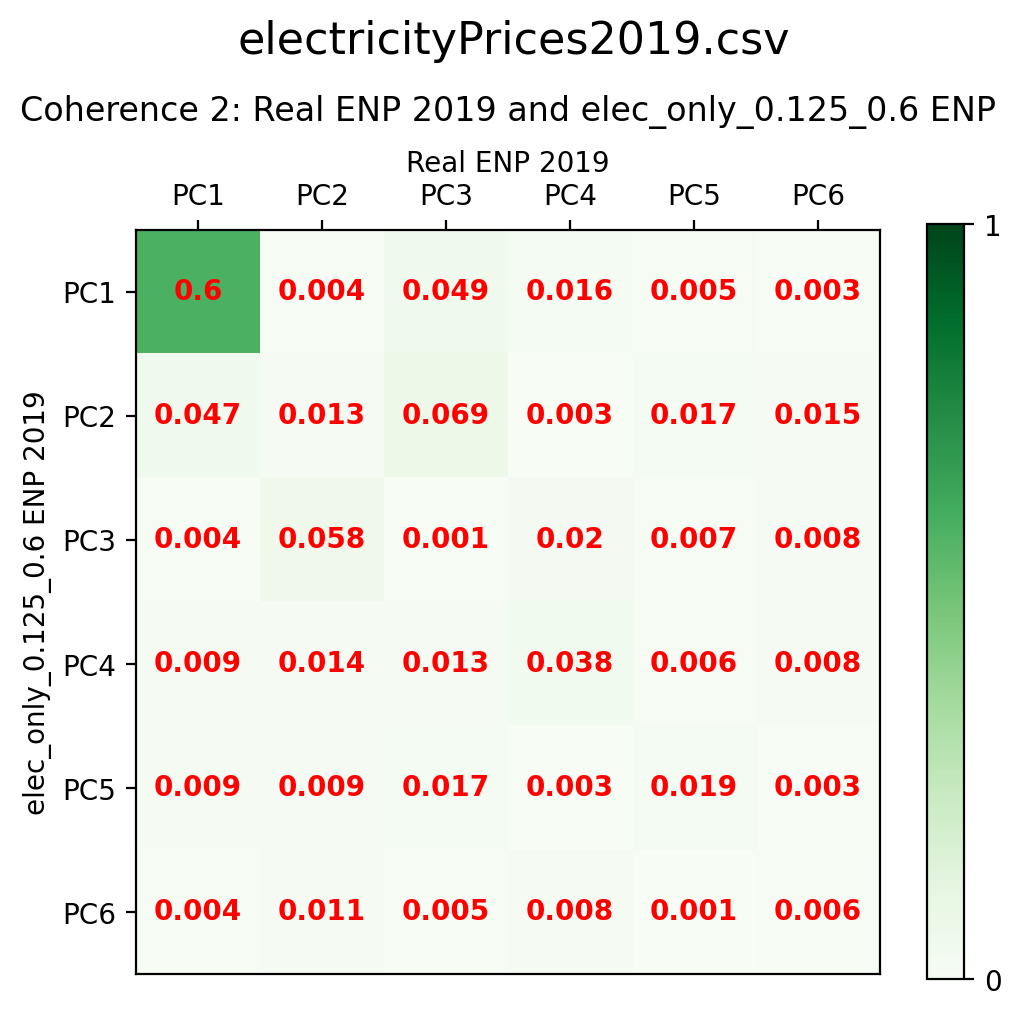 electricityPrices2019.csv
Coherence 2: Real ENP 2019 and elec_only_0.125_0.6 ENP
Real ENP 2019
PC1 PC2 PC3 PC4 PC5 PC6
elec_only_0.125_0.6 ENP 2019
PC1 0.6 0.004 0.049 0.016 0.005 0.003
PC2 0.047 0.013 0.069 0.003 0.017 0.015
PC3 0.004 0.058 0.001 0.02 0.007 0.008
PC4 0.009 0.014 0.013 0.038 0.006 0.008
PC5 0.009 0.009 0.017 0.003 0.019 0.003
PC6 0.004 0.011 0.005 0.008 0.001 0.006
1
0